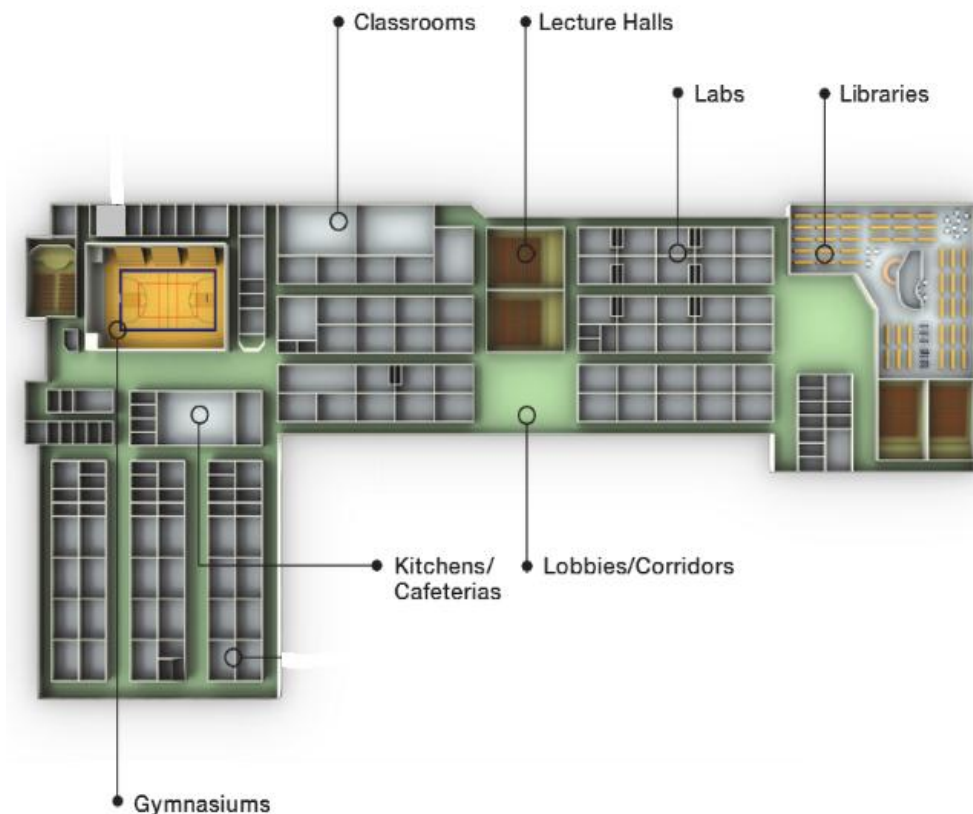 Classrooms
Lecture Halls
Labs
Libraries
Kitchens/
Cafeterias
Lobbies/Corridors
Gymnasiums